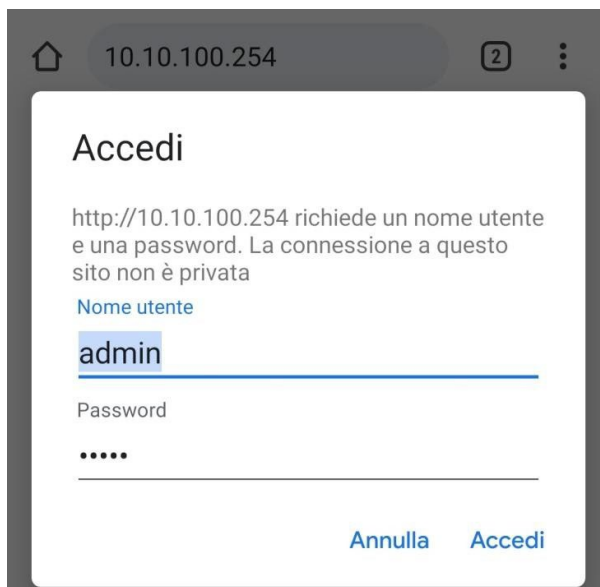 10.10.100.254
2
Accedi
http://10.10.100.254 richiede un nome utente
e una password. La connessione a questo
sito non è privata
Nome utente
admin
Password
•••••
Annulla Accedi